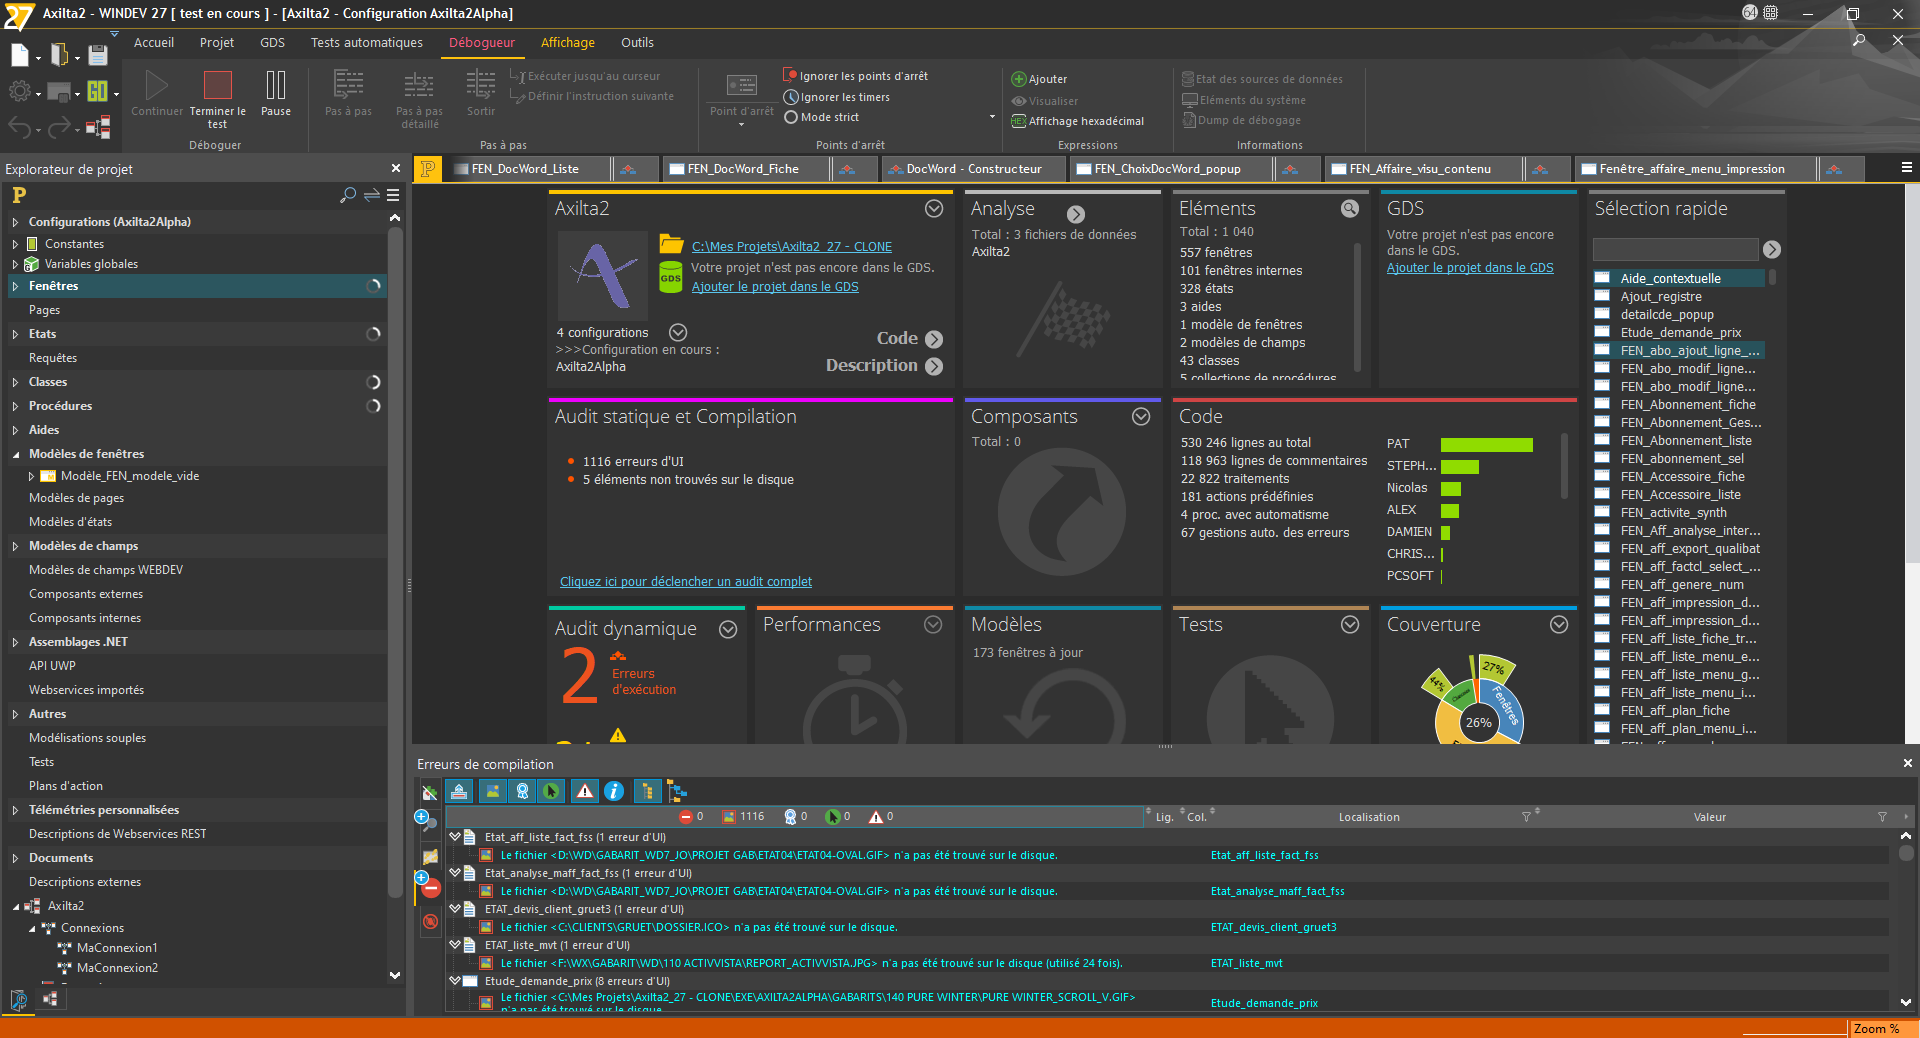 27 Axilta2 - WINDEV 27 [ test en cours ] - [Axilta2 - Configuration Axilta2Alpha]
64
Accueil Projet GDS Tests automatiques Débogueur Affichage Outils
GO
Continuer
Terminer le test
Pause
Débogueur
Pas à pas
Pas à pas détaillé
Sortir
Exécuter jusqu'au curseur
Définir l'instruction suivante
Pas à pas
Point d'arrêt
Ignorer les points d'arrêt
Ignorer les timers
Mode strict
Points d'arrêt
Ajouter
Visualiser
HEX Affichage hexadécimal
Expressions
Etat des sources de données
Eléments du système
Dump de débogage
Informations
Explorateur de projet
Configurations (Axilta2Alpha)
Constantes
Variables globales
Fenêtres
Pages
Etats
Requêtes
Classes
Procédures
Aides
Modèles de fenêtres
Modèle_FEN_modele_vide
Modèles de pages
Modèles d'états
Modèles de champs
Modèles de champs WEBDEV
Composants externes
Composants internes
Assemblages .NET
API UWP
Webservices importés
Autres
Modélisations souples
Tests
Plans d'action
Télémétries personnalisées
Descriptions de Webservices REST
Documents
Descriptions externes
Axilta2
Connexions
MaConnexion1
MaConnexion2
FEN_DocWord_Liste
FEN_DocWord_Fiche
DocWord - Constructeur
FEN_ChoixDocWord_popup
FEN_Affaire_visu_contenu
Fenêtre_affaire_menu_impression
Axilta2
C:\Mes Projets\Axilta2_27 - CLONE
GDS
Votre projet n'est pas encore dans le GDS.
Ajouter le projet dans le GDS
4 configurations
>>>Configuration en cours :
Axilta2Alpha
Code
Description
Analyse
Total : 3 fichiers de données
Axilta2
Eléments
Total : 1 040
557 fenêtres
101 fenêtres internes
328 états
3 aides
1 modèle de fenêtres
2 modèles de champs
43 classes
5 collections de procédures
GDS
Votre projet n'est pas encore
dans le GDS.
Ajouter le projet dans le GDS
Sélection rapide
Aide_contextuelle
Ajout_registre
detailcde_popup
Etude_demande_prix
FEN_abo_ajout_ligne_...
FEN_abo_modif_ligne...
FEN_abo_modif_ligne...
FEN_Abonnement_fiche
FEN_Abonnement_Ges...
FEN_Abonnement_liste
FEN_abonnement_sel
FEN_Accessoire_fiche
FEN_Accessoire_liste
FEN_activite_synth
FEN_Aff_analyse_inter...
FEN_aff_export_qualibat
FEN_aff_factcl_select_...
FEN_aff_genere_num
FEN_aff_impression_d...
FEN_aff_impression_d...
FEN_aff_liste_fiche_tr...
FEN_aff_liste_menu_e...
FEN_aff_liste_menu_g...
FEN_aff_liste_menu_i...
FEN_aff_plan_fiche
FEN_aff_plan_menu_i...
Audit statique et Compilation
1116 erreurs d'UI
5 éléments non trouvés sur le disque
Cliquez ici pour déclencher un audit complet
Composants
Total : 0
Code
530 246 lignes au total
118 963 lignes de commentaires
22 822 traitements
181 actions prédéfinies
4 proc. avec automatisme
67 gestions auto. des erreurs
PAT
STEPH...
Nicolas
ALEX
DAMIEN
CHRIS...
PCSOFT
Audit dynamique
2 Erreurs d'exécution
Performances
Modèles
173 fenêtres à jour
Tests
Couverture
44%
27%
Classes
Fenêtres
26%
Erreurs de compilation
0 1116 0 0 0
Lig. Col. Localisation Valeur
Etat_aff_liste_fact_fss (1 erreur d'UI)
Le fichier <D:\WD\GABARIT_WD7_JO\PROJET GAB\ETAT04\ETAT04-OVAL.GIF> n'a pas été trouvé sur le disque. Etat_aff_liste_fact_fss
Etat_analyse_maff_fact_fss (1 erreur d'UI)
Le fichier <D:\WD\GABARIT_WD7_JO\PROJET GAB\ETAT04\ETAT04-OVAL.GIF> n'a pas été trouvé sur le disque. Etat_analyse_maff_fact_fss
ETAT_devis_client_gruet3 (1 erreur d'UI)
Le fichier <C:\CLIENTS\GRUET\DOSSIER.ICO> n'a pas été trouvé sur le disque. ETAT_devis_client_gruet3
ETAT_liste_mvt (1 erreur d'UI)
Le fichier <F:\WX\GABARIT\WD\110 ACTIVVISTA\REPORT_ACTIVVISTA.JPG> n'a pas été trouvé sur le disque (utilisé 24 fois). ETAT_liste_mvt
Etude_demande_prix (8 erreurs d'UI)
Le fichier <C:\Mes Projets\Axilta2_27 - CLONE\EXE\AXILTA2ALPHA\GABARITS\140 PURE WINTER\PURE WINTER_SCROLL_V.GIF> Etude_demande_prix
n'a pas été trouvé sur le disque
Zoom %